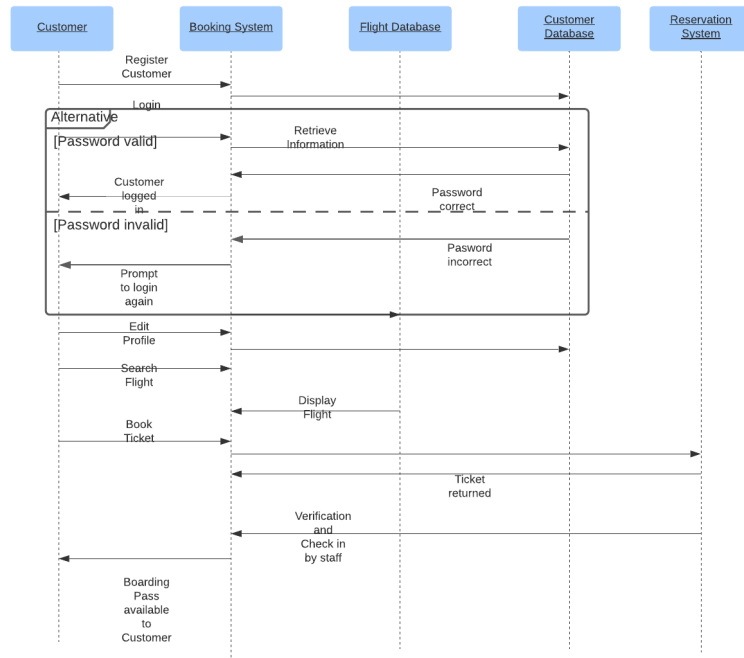 Customer
Booking System
Flight Database
Customer
Database
Reservation
System
Register
Customer
Login
Alternative
[Password valid]
Retrieve
Information
Customer
logged
in
Password
correct
[Password invalid]
Pasword
incorrect
Prompt
to login
again
Edit
Profile
Search
Flight
Display
Flight
Book
Ticket
Ticket
returned
Verification
and
Check in
by staff
Boarding
Pass
available
to
Customer